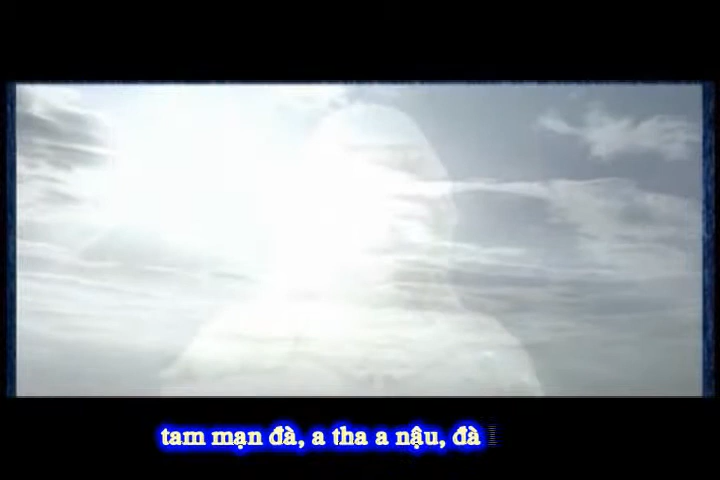 tam mạn đà, a tha a nậu, đà